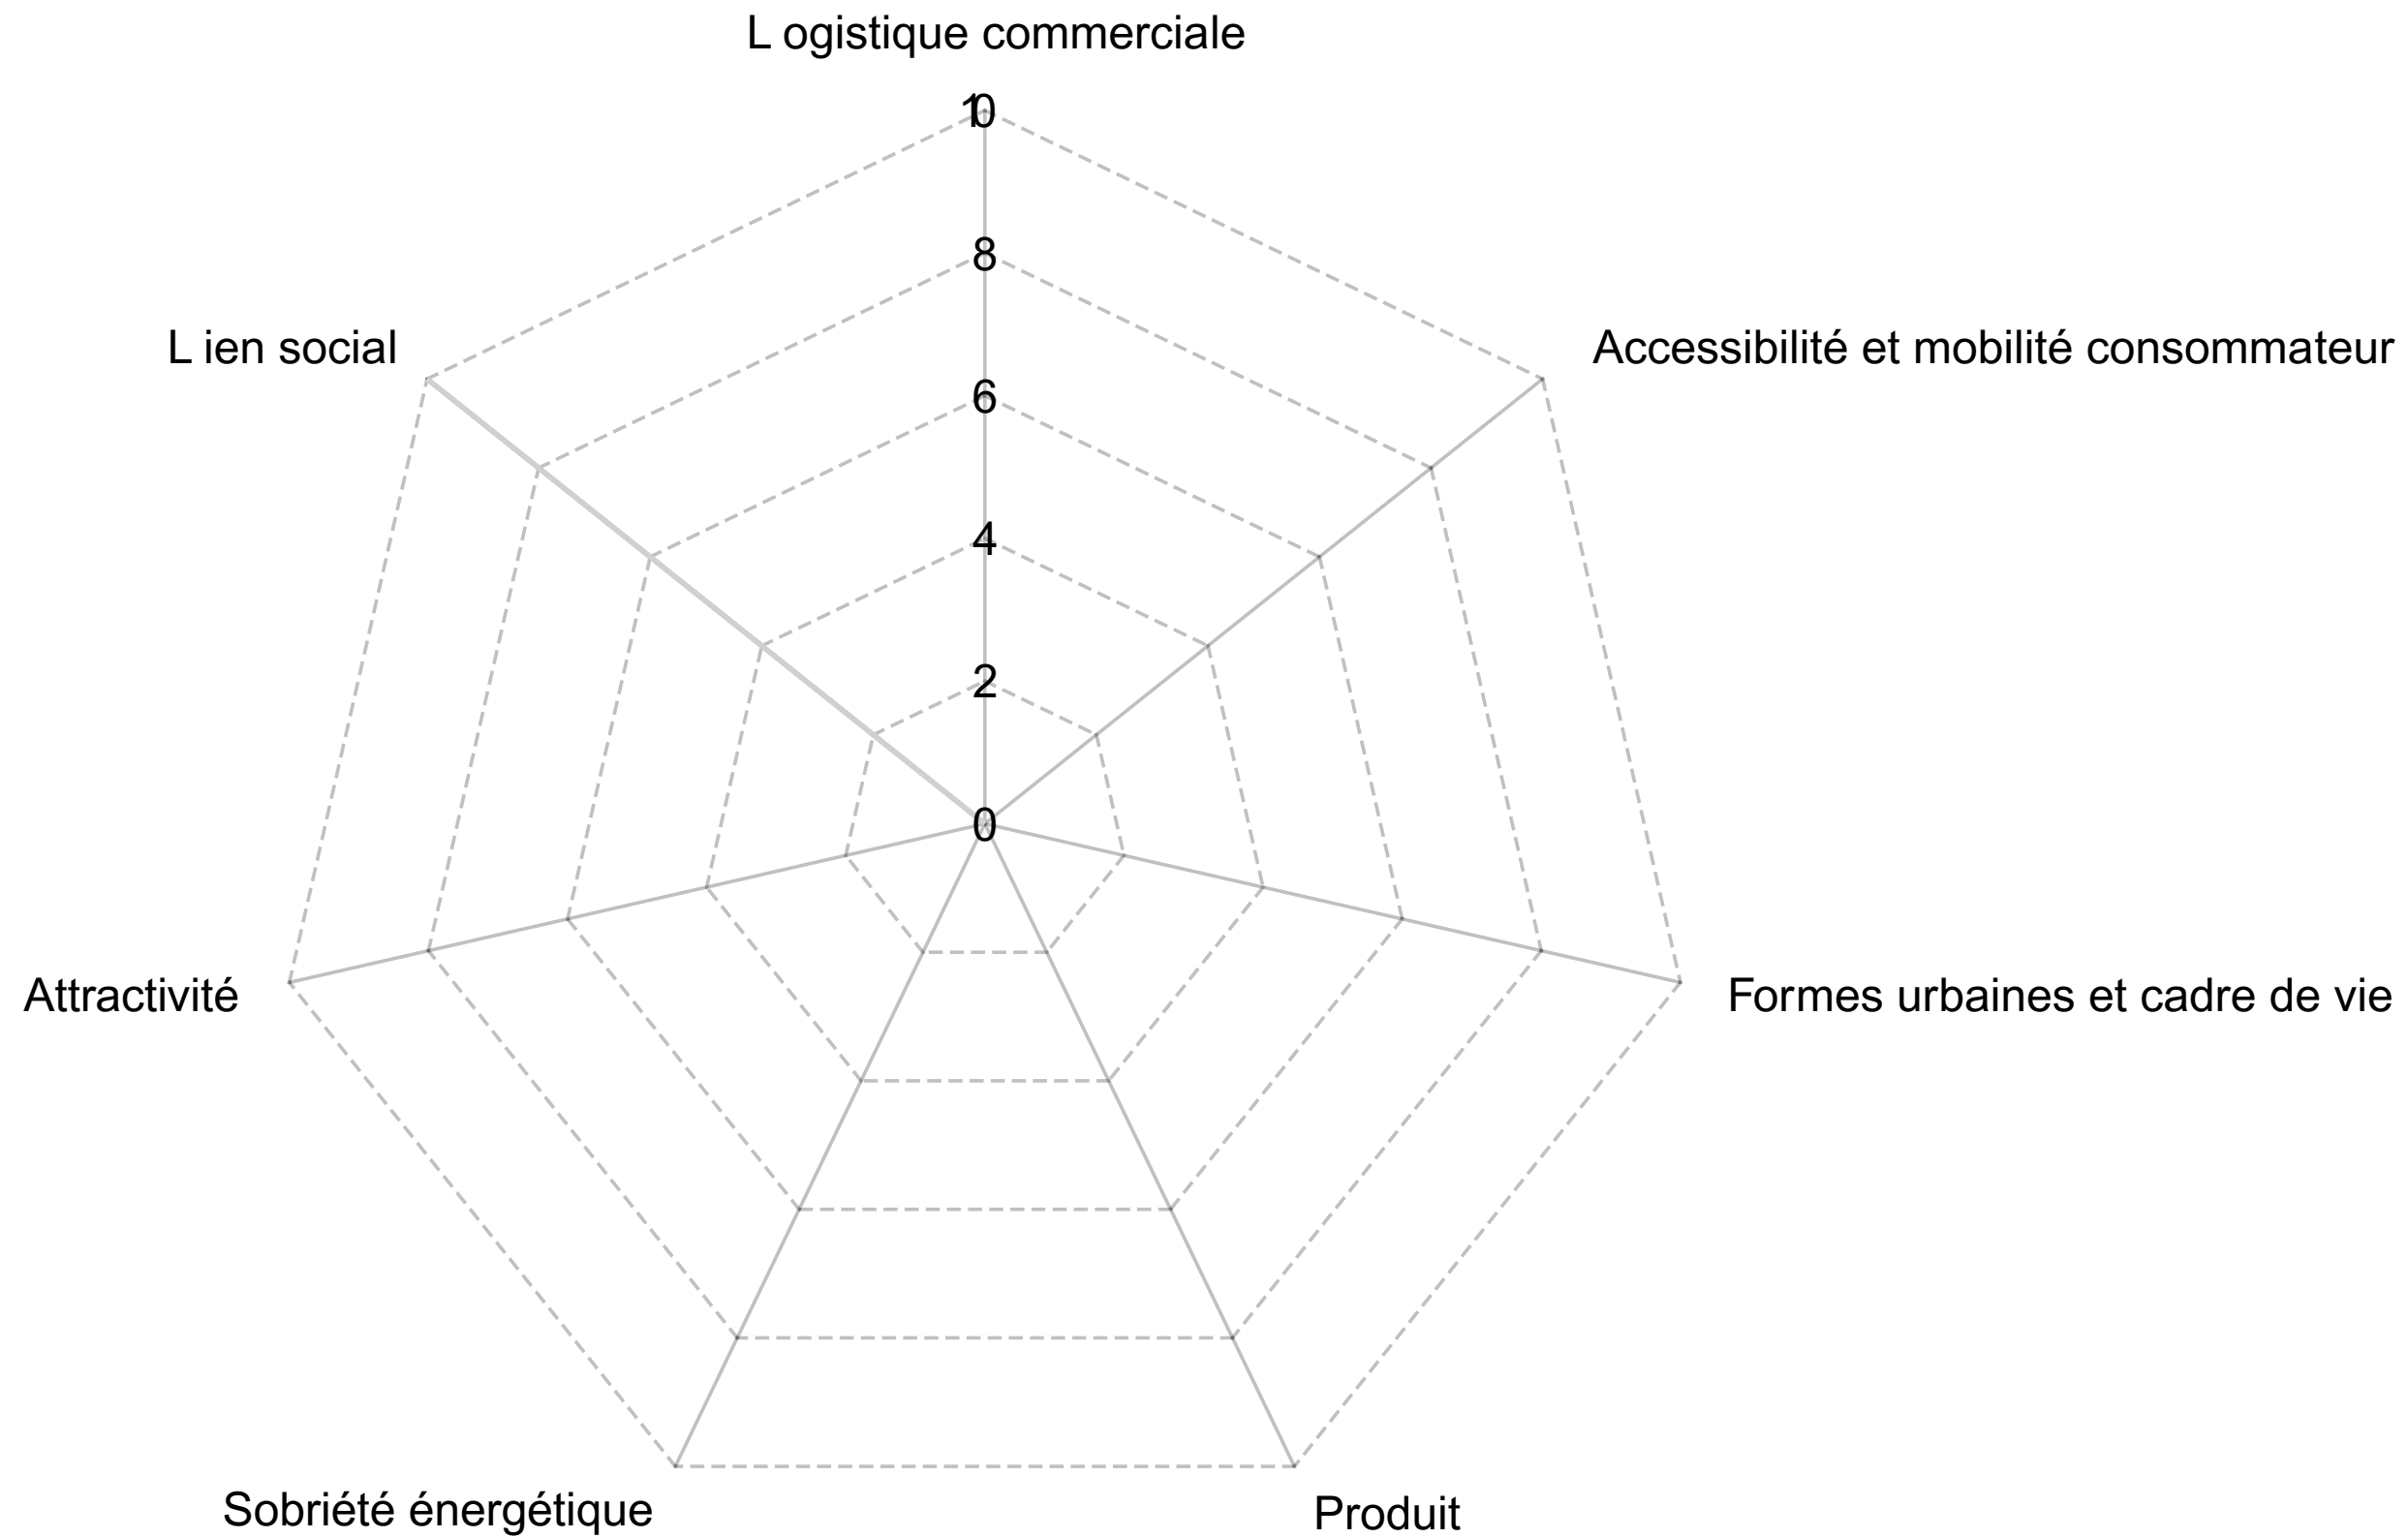 L ogistique commerciale
10
8
L ien social
Accessibilité et mobilité consommateur
6
4
2
0
Attractivité
Formes urbaines et cadre de vie
Sobriété énergétique
Produit